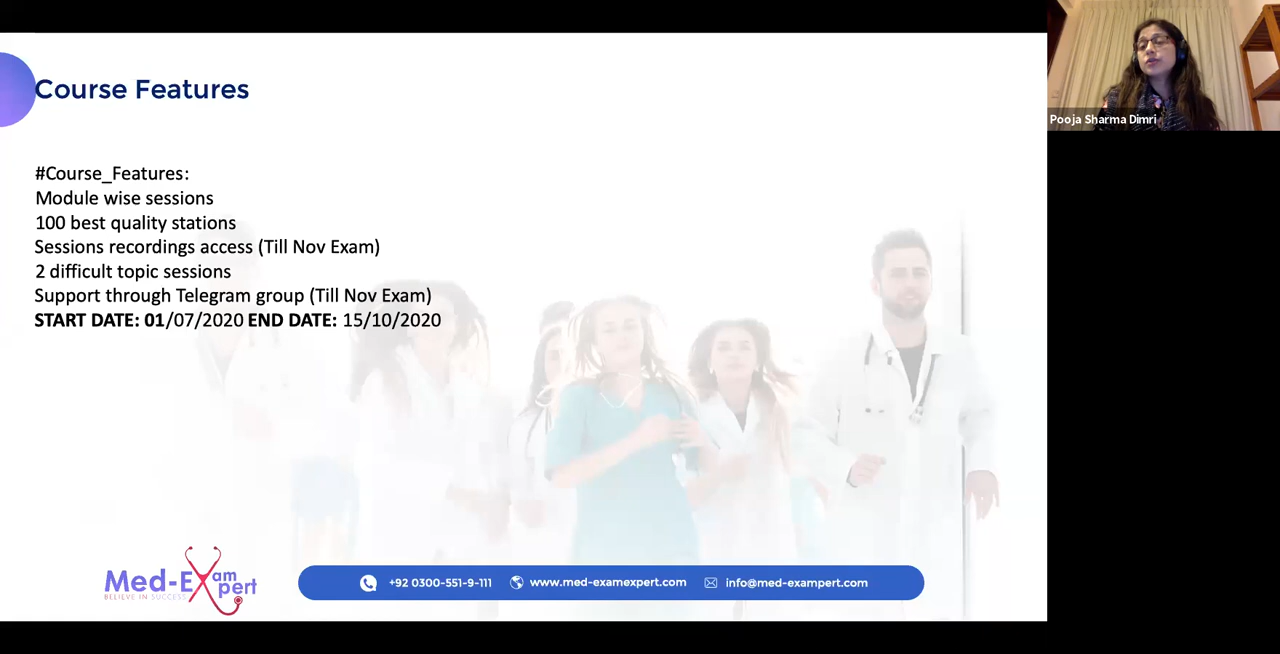 Course Features
#Course_Features:
Module wise sessions
100 best quality stations
Sessions recordings access (Till Nov Exam)
2 difficult topic sessions
Support through Telegram group (Till Nov Exam)
START DATE: 01/07/2020 END DATE: 15/10/2020
Med-Exam Expert
BELIEVE IN SUCCESS
+92 0300-551-9-111 www.med-examexpert.com info@med-exampert.com
Pooja Sharma Dimri